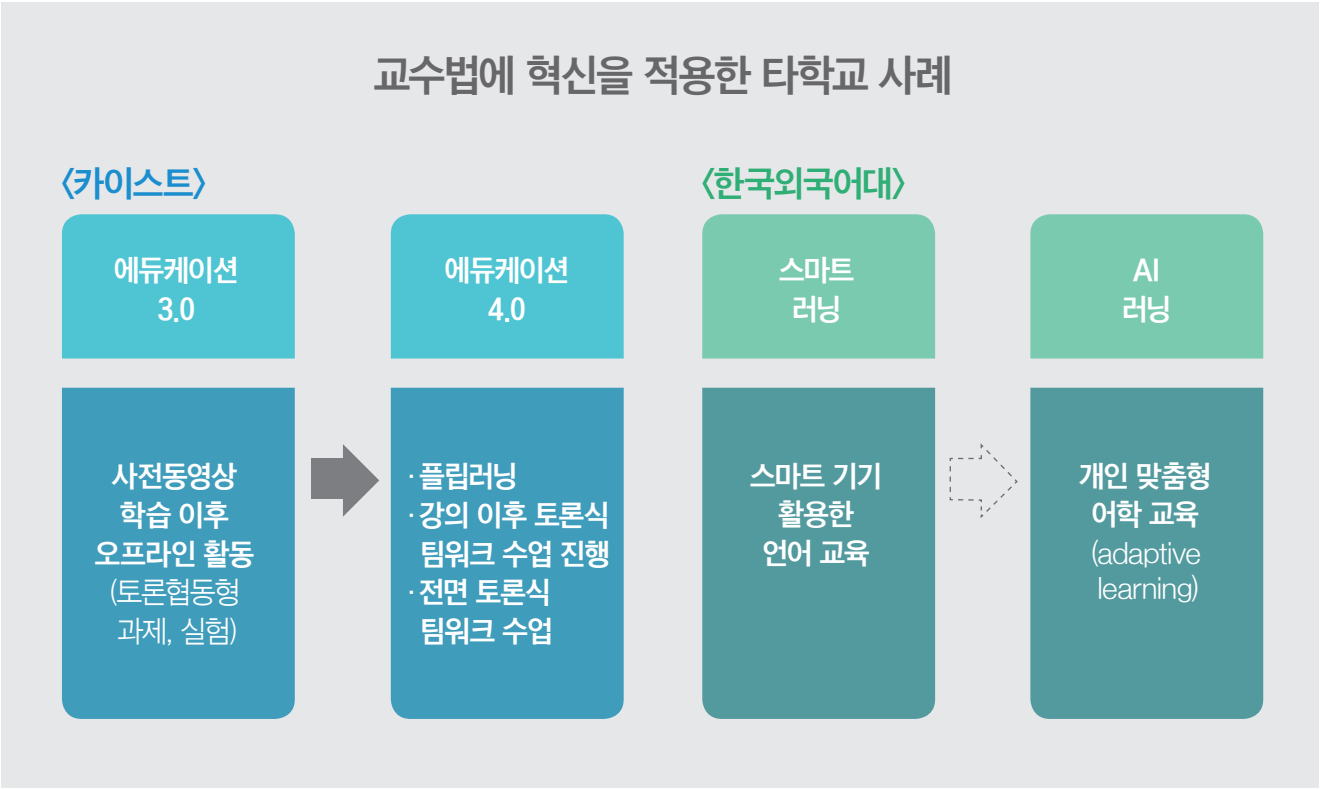 교수법에 혁신을 적용한 타학교 사례
〈카이스트〉
에듀케이션
3.0
사전동영상
학습 이후
오프라인 활동
(토론협동형
과제, 실험)
에듀케이션
4.0
· 플립러닝
· 강의 이후 토론식
팀워크 수업 진행
· 전면 토론식
팀워크 수업
〈한국외국어대〉
스마트
러닝
스마트 기기
활용한
언어 교육
AI
러닝
개인 맞춤형
어학 교육
(adaptive
learning)